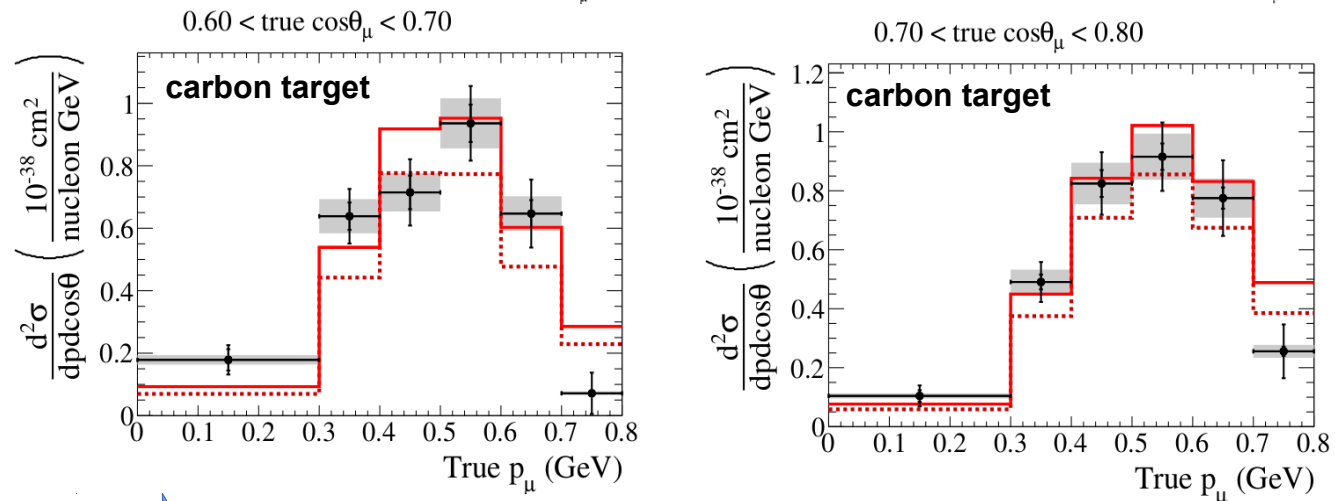 0.60 < true cosθμ < 0.70
carbon target
d²σ
dpdcosθ
( 10⁻³⁸ cm²
nucleon GeV )
1
0.8
0.6
0.4
0.2
0
0 0.1 0.2 0.3 0.4 0.5 0.6 0.7 0.8
True pμ (GeV)
0.70 < true cosθμ < 0.80
carbon target
d²σ
dpdcosθ
( 10⁻³⁸ cm²
nucleon GeV )
1.2
1
0.8
0.6
0.4
0.2
0
0 0.1 0.2 0.3 0.4 0.5 0.6 0.7 0.8
True pμ (GeV)